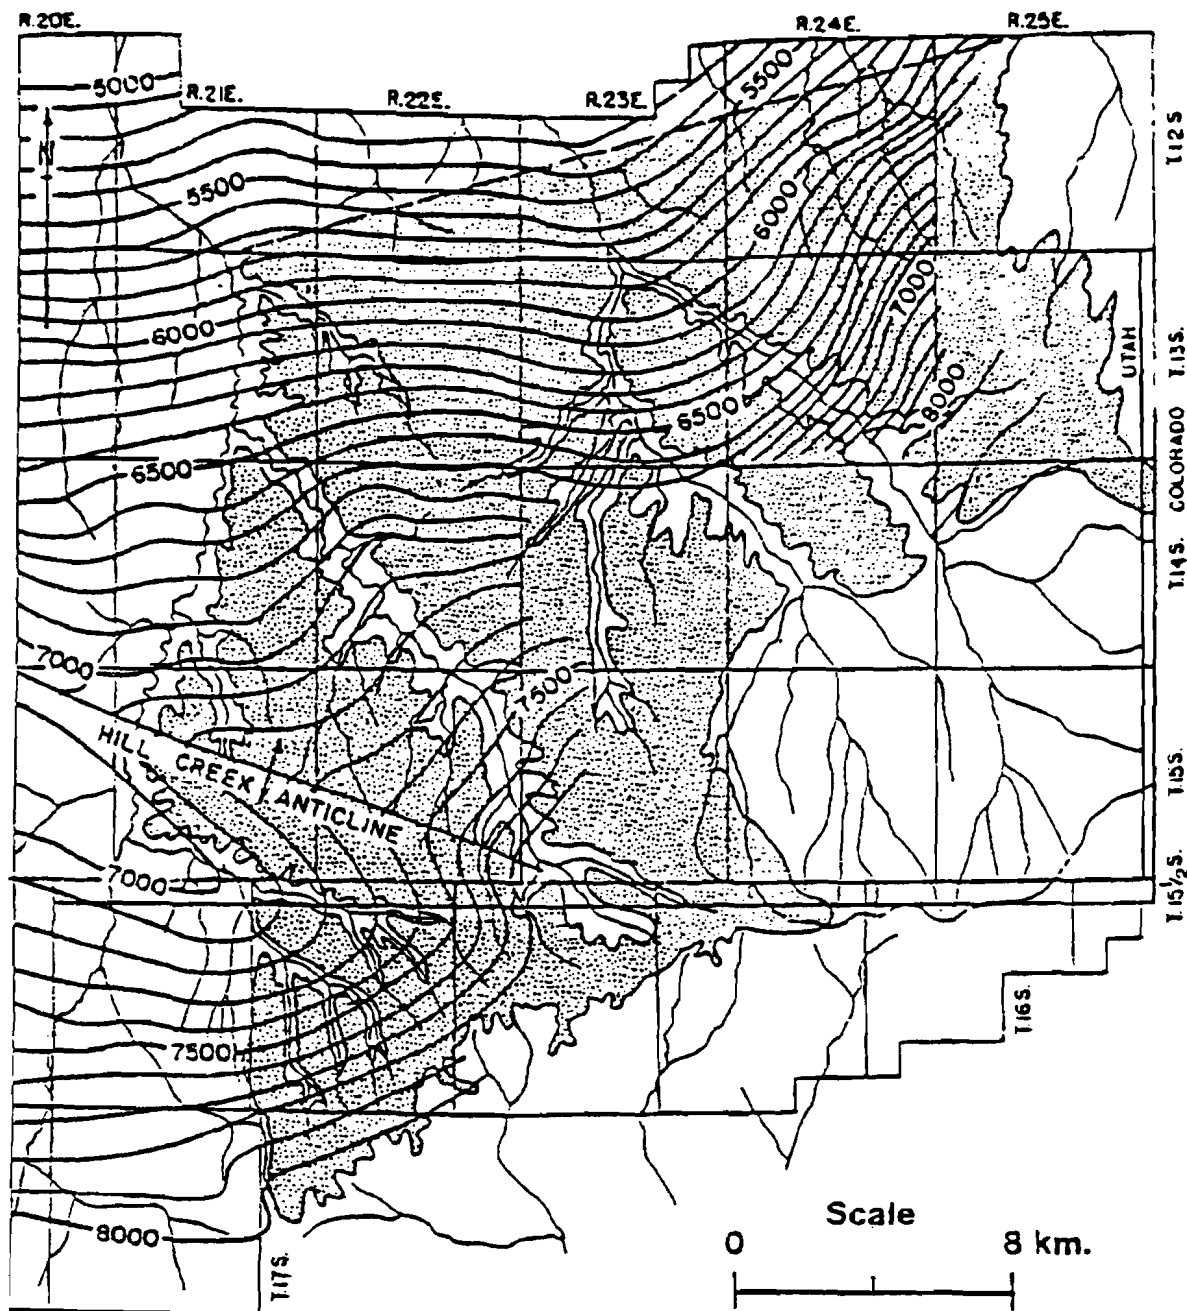 R.20E.
R.24E.
R.25E.
5000
R.21E.
R.22E.
R.23E.
5500
T.12S
N
5500
6000
7000
6000
UTAH
T.13S.
8000
6500
COLORADO
6500
T.14S.
7000
7500
HILL CREEK ANTICLINE
T.15S.
7000
T.15½S.
T.16S.
7500
8000
Scale
0 8 km.
T.17S.